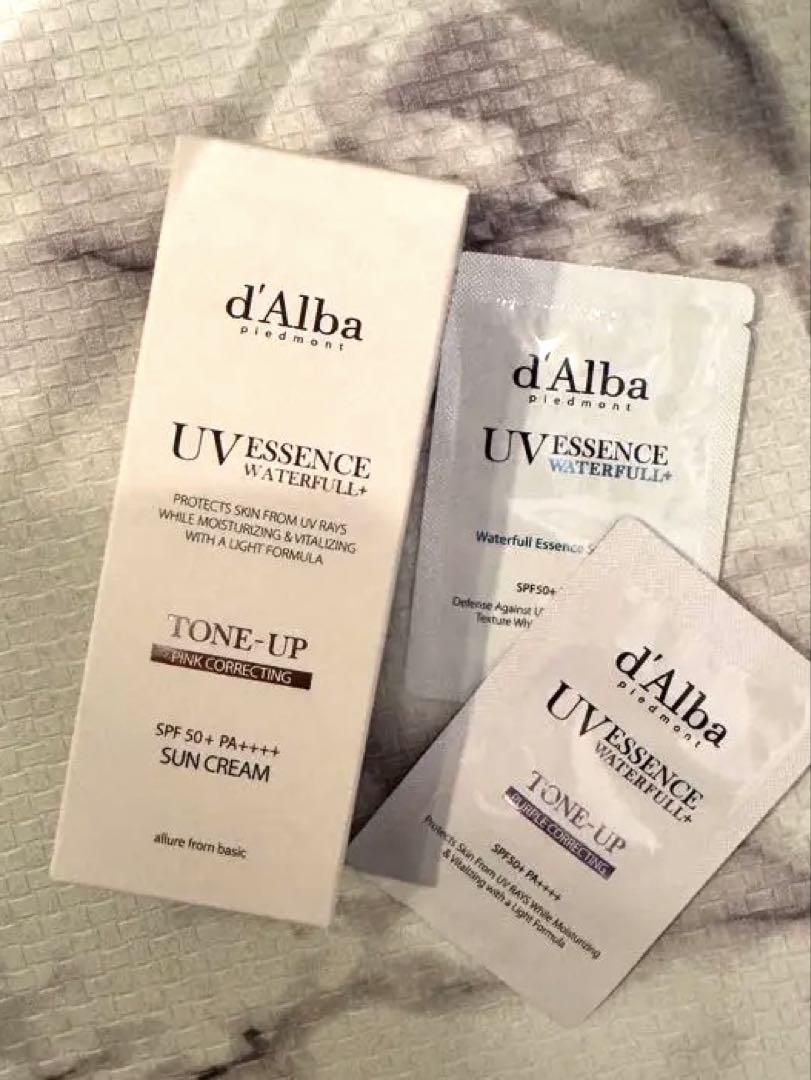 d'Alba
piedmont
UV ESSENCE
WATERFULL+
PROTECTS SKIN FROM UV RAYS
WHILE MOISTURIZING & VITALIZING
WITH A LIGHT FORMULA
TONE-UP
PINK CORRECTING
SPF 50+ PA++++
SUN CREAM
allure from basic
d'Alba
piedmont
UV ESSENCE
WATERFULL+
Waterfull Essence S
SPF50+
Defense Against U
Texture Wh
d'Alba
piedmont
UV ESSENCE
WATERFULL+
TONE-UP
PURPLE CORRECTING
SPF50+ PA++++
Protects Skin From UV RAYS While Moisturizing
& Vitalizing with a Light Formula